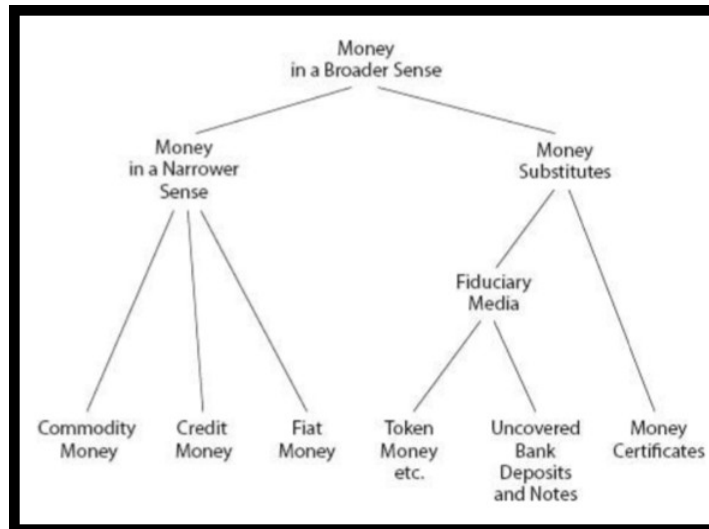 Money
in a Broader Sense
Money
in a Narrower
Sense
Money
Substitutes
Fiduciary
Media
Commodity
Money
Credit
Money
Fiat
Money
Token
Money
etc.
Uncovered
Bank
Deposits
and Notes
Money
Certificates